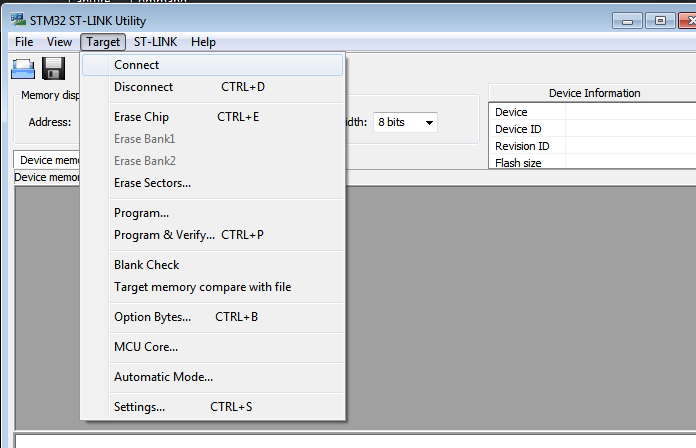 STM32 ST-LINK Utility
File View Target ST-LINK Help
Connect
Disconnect CTRL+D
Erase Chip CTRL+E
Erase Bank1
Erase Bank2
Erase Sectors...
Program...
Program & Verify... CTRL+P
Blank Check
Target memory compare with file
Option Bytes... CTRL+B
MCU Core...
Automatic Mode...
Settings... CTRL+S
Memory disp
Address:
idth: 8 bits
Device memo
Device memor
Device Information
Device
Device ID
Revision ID
Flash size